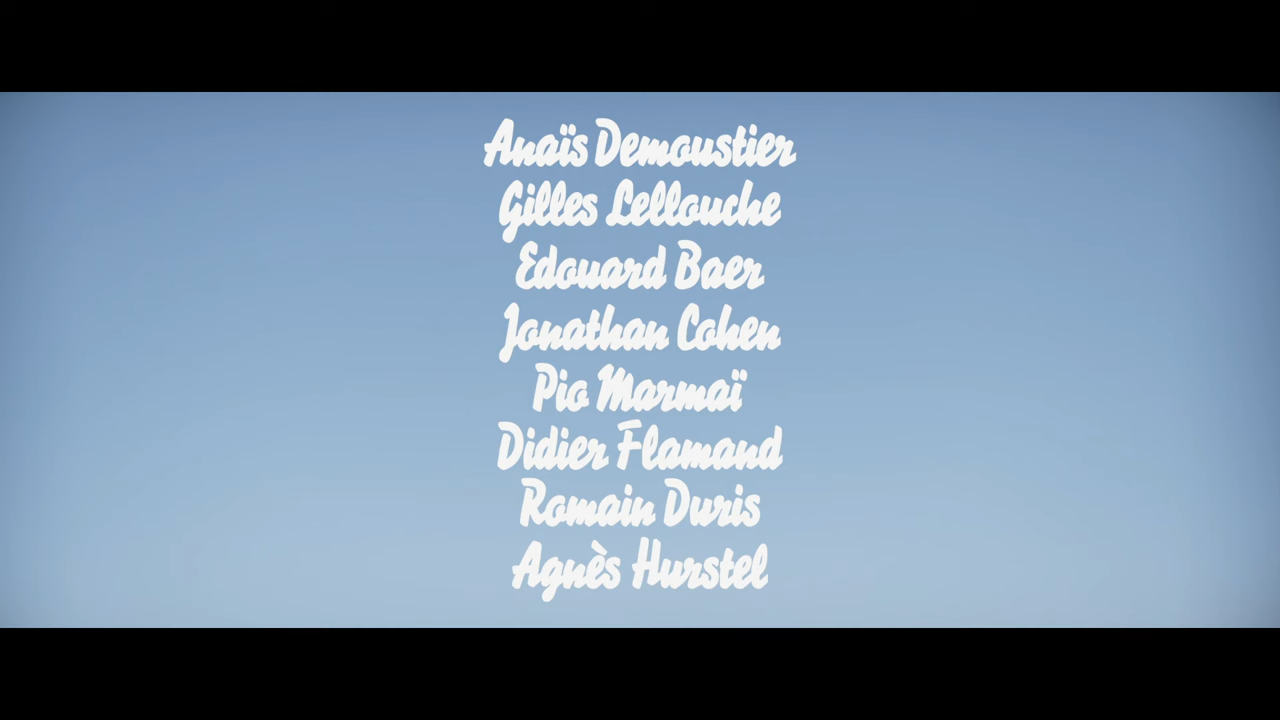 Anaïs Demoustier
Gilles Lellouche
Edouard Baer
Jonathan Cohen
Pio Marmaï
Didier Flamand
Romain Duris
Agnès Hurstel